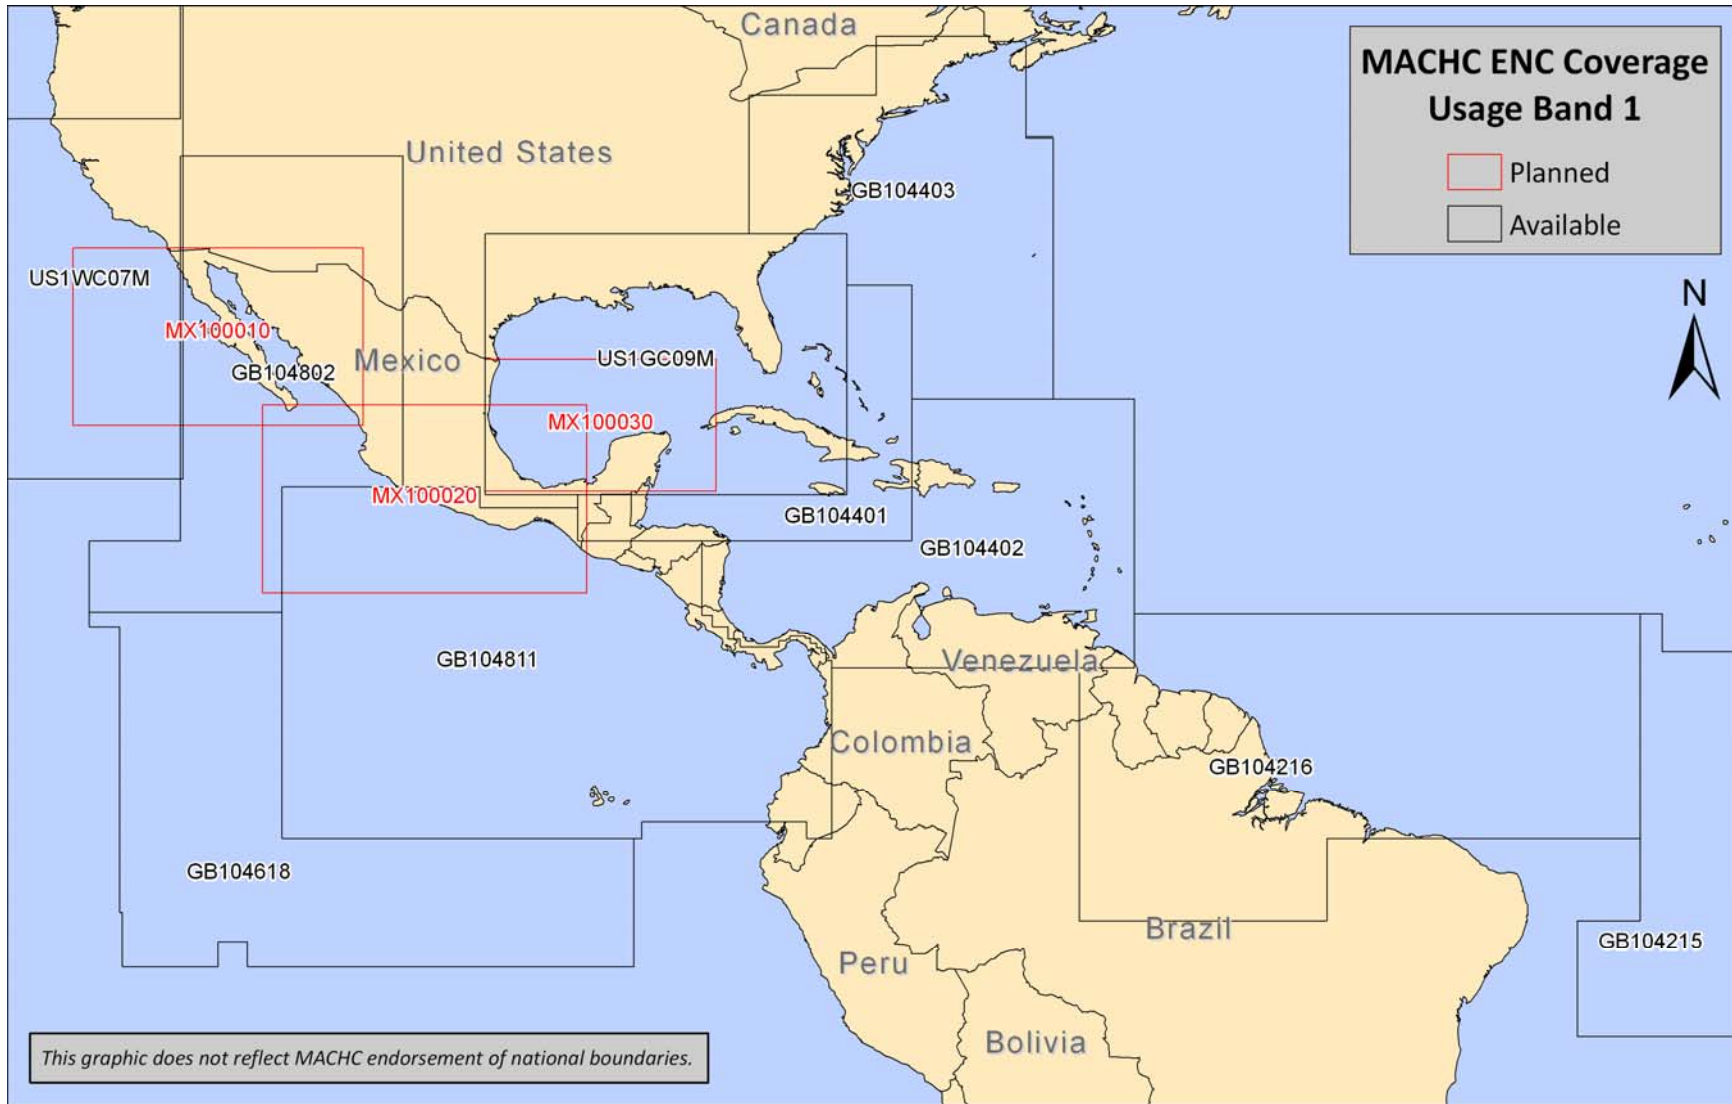 Canada
MACHC ENC Coverage
Usage Band 1
Planned
Available
United States
GB104403
US1WC07M
N
MX100010
Mexico
US1GC09M
GB104802
MX100030
MX100020
GB104401
GB104402
GB104811
Venezuela
Colombia
GB104216
GB104618
Brazil
GB104215
Peru
Bolivia
This graphic does not reflect MACHC endorsement of national boundaries.